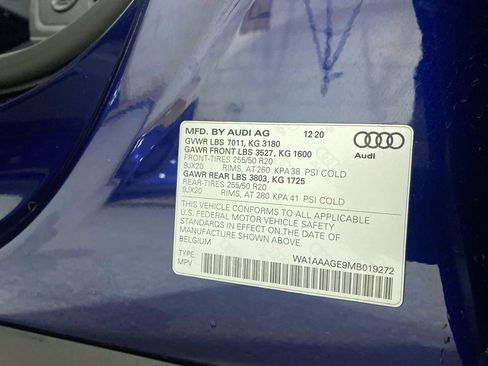 MFD. BY AUDI AG 12 20
GVWR LBS 7011, KG 3180
GAWR FRONT LBS 3527, KG 1600
FRONT-TIRES 255/50 R20
9JX20 RIMS, AT 260 KPA 38 PSI COLD
GAWR REAR LBS 3803, KG 1725
REAR-TIRES 255/50 R20
9JX20 RIMS, AT 280 KPA 41 PSI COLD
THIS VEHICLE CONFORMS TO ALL APPLICABLE
U.S. FEDERAL MOTOR VEHICLE SAFETY
STANDARDS IN EFFECT ON THE DATE OF
MANUFACTURE SHOWN ABOVE.
BELGIUM
Audi
WA1AAAGE9MB019272
TYPE:
MPV